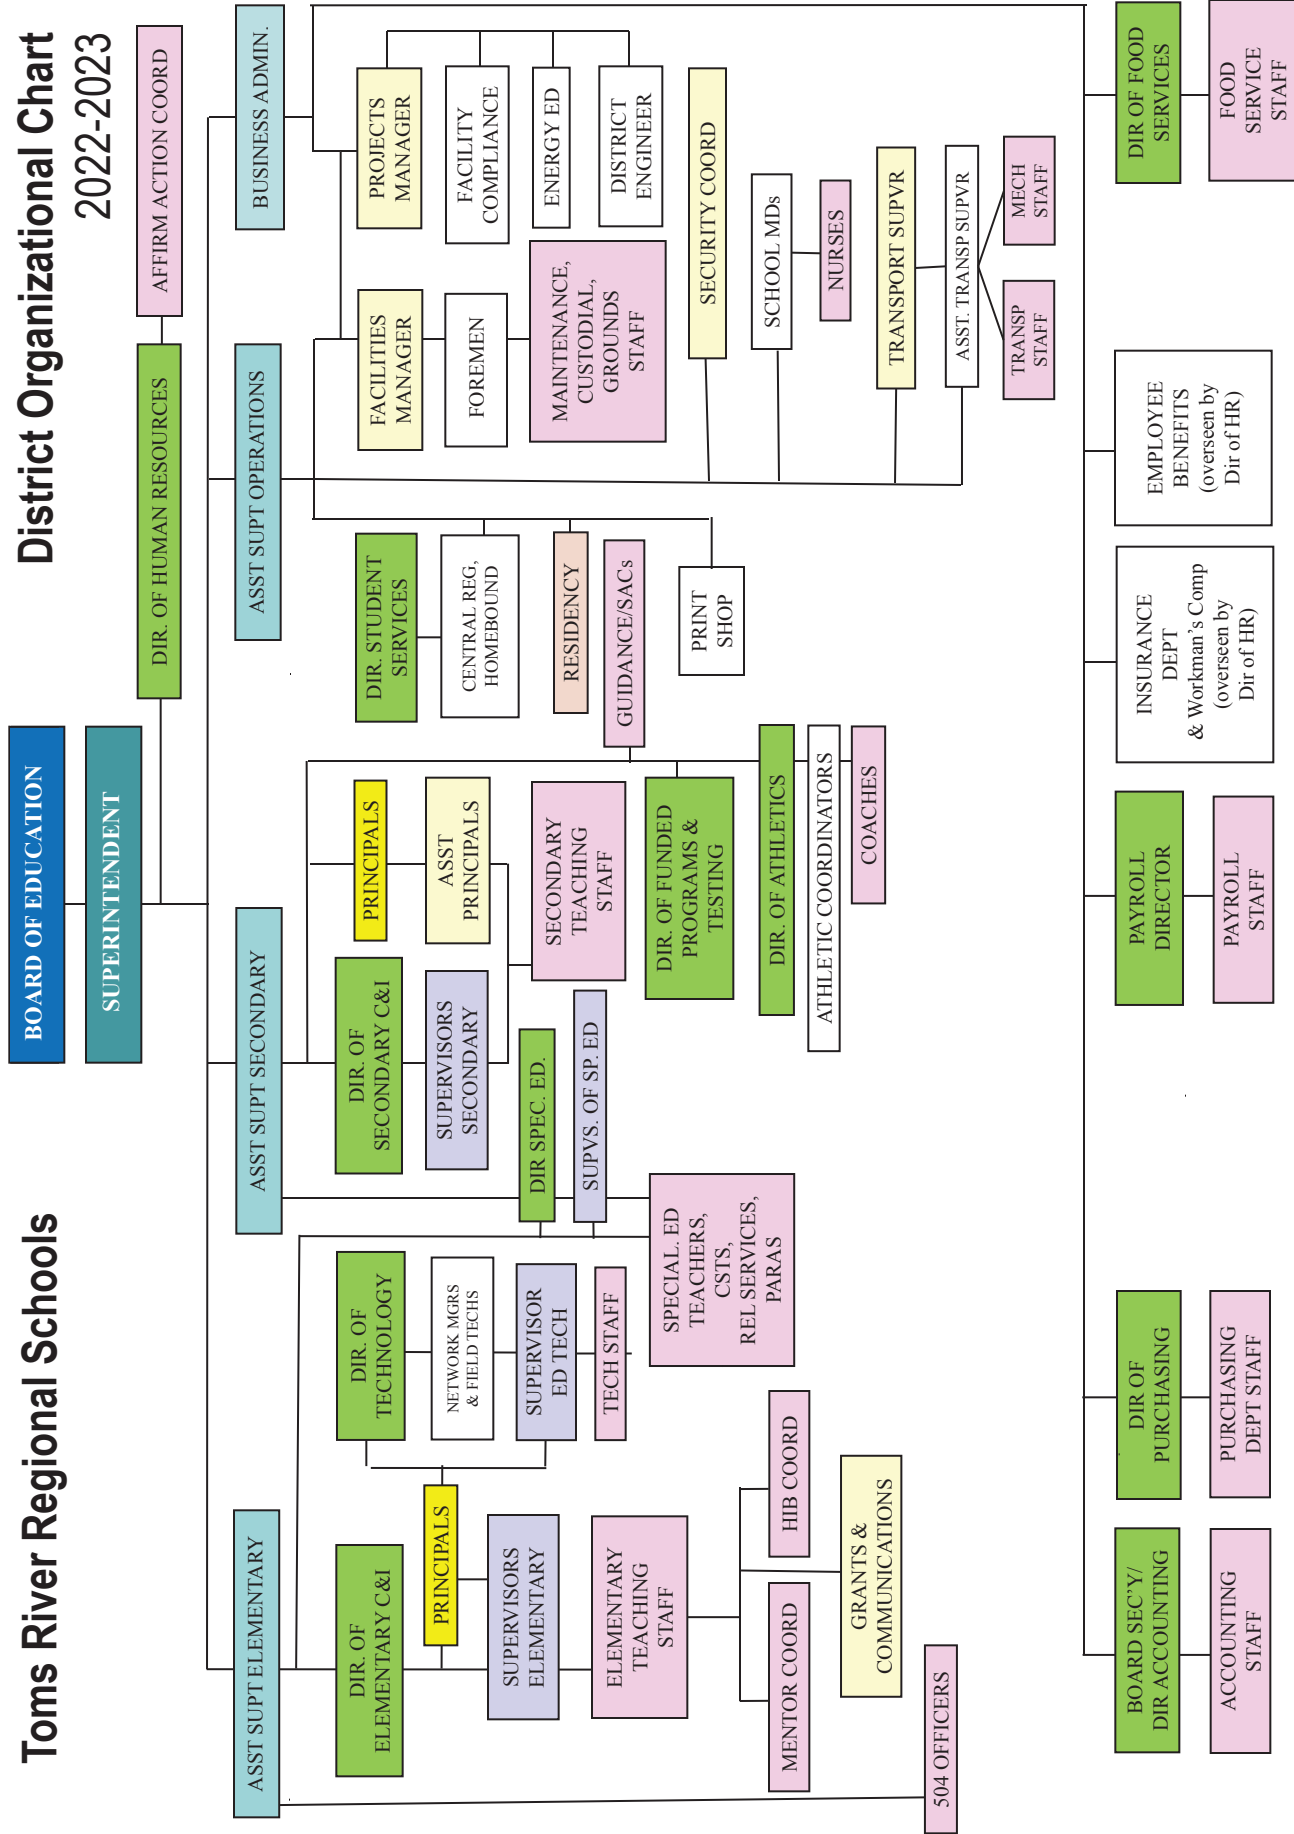 Toms River Regional Schools
District Organizational Chart
2022-2023
BOARD OF EDUCATION
SUPERINTENDENT
DIR. OF HUMAN RESOURCES
AFFIRM ACTION COORD
ASST SUPT ELEMENTARY
ASST SUPT SECONDARY
ASST SUPT OPERATIONS
BUSINESS ADMIN.
DIR. OF
ELEMENTARY C&I
PRINCIPALS
SUPERVISORS
ELEMENTARY
ELEMENTARY
TEACHING
STAFF
MENTOR COORD
HIB COORD
GRANTS &
COMMUNICATIONS
504 OFFICERS
DIR. OF
TECHNOLOGY
NETWORK MGRS
& FIELD TECHS
SUPERVISOR
ED TECH
TECH STAFF
DIR SPEC. ED.
SUPVS. OF SP. ED
SPECIAL. ED
TEACHERS,
CSTS,
REL SERVICES,
PARAS
DIR. OF
SECONDARY C&I
SUPERVISORS
SECONDARY
PRINCIPALS
ASST
PRINCIPALS
SECONDARY
TEACHING
STAFF
GUIDANCE/SACs
DIR. OF FUNDED
PROGRAMS &
TESTING
DIR. OF ATHLETICS
ATHLETIC COORDINATORS
COACHES
DIR. STUDENT
SERVICES
CENTRAL REG,
HOMEBOUND
RESIDENCY
PRINT
SHOP
FACILITIES
MANAGER
FOREMEN
MAINTENANCE,
CUSTODIAL,
GROUNDS
STAFF
PROJECTS
MANAGER
FACILITY
COMPLIANCE
ENERGY ED
DISTRICT
ENGINEER
SECURITY COORD
SCHOOL MDs
NURSES
TRANSPORT SUPVR
ASST. TRANSP SUPVR
TRANSP
STAFF
MECH
STAFF
BOARD SEC'Y/
DIR ACCOUNTING
ACCOUNTING
STAFF
DIR OF
PURCHASING
PURCHASING
DEPT STAFF
PAYROLL
DIRECTOR
PAYROLL
STAFF
INSURANCE
DEPT
& Workman's Comp
(overseen by
Dir of HR)
EMPLOYEE
BENEFITS
(overseen by
Dir of HR)
DIR OF FOOD
SERVICES
FOOD
SERVICE
STAFF